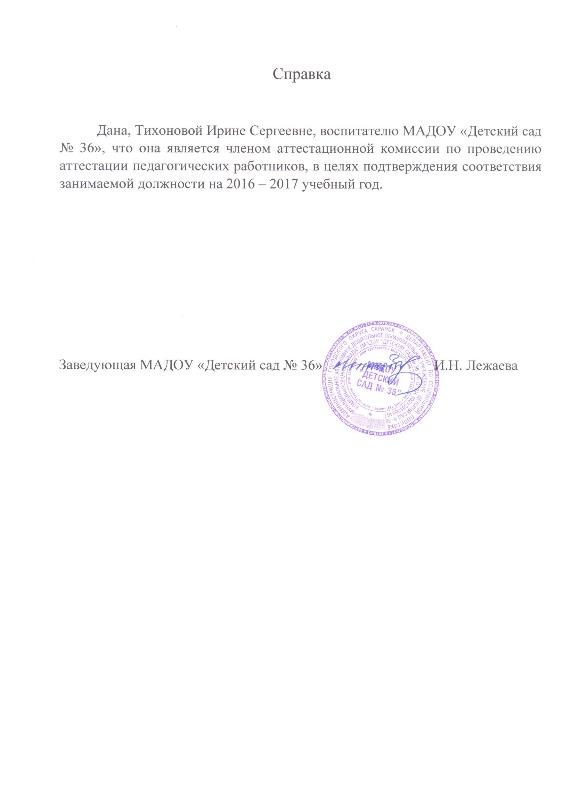 Справка
Дана, Тихоновой Ирине Сергеевне, воспитателю МАДОУ «Детский сад
№ 36», что она является членом аттестационной комиссии по проведению
аттестации педагогических работников, в целях подтверждения соответствия
занимаемой должности на 2016 – 2017 учебный год.
Заведующая МАДОУ «Детский сад № 36»
И.Н. Лежаева
ДЕТСКИЙ
САД № 36"